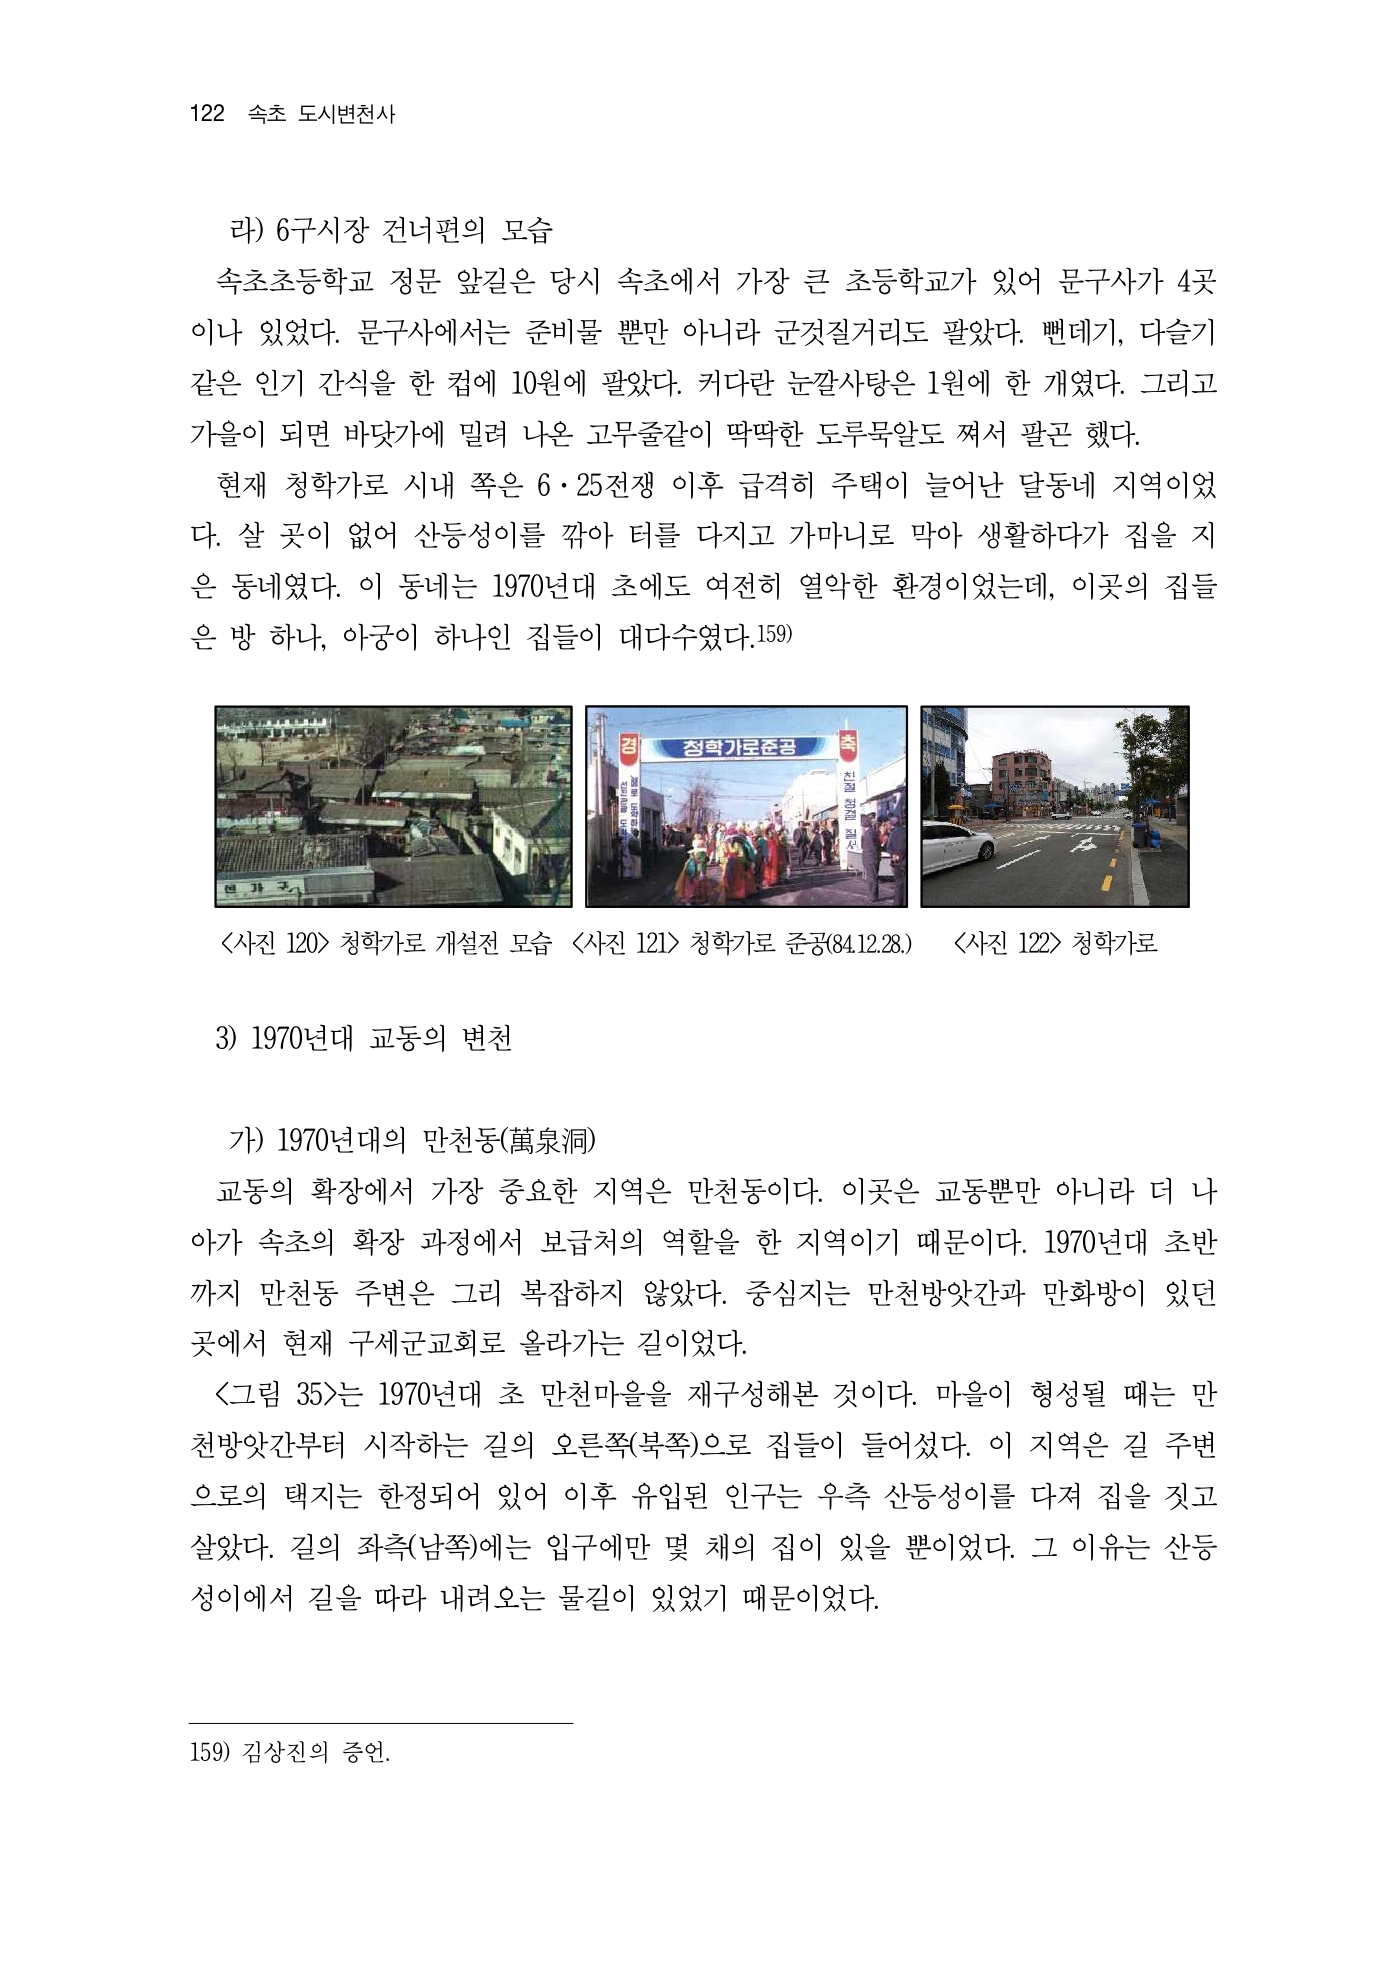 122 속초 도시변천사
라) 6구시장 건너편의 모습
속초초등학교 정문 앞길은 당시 속초에서 가장 큰 초등학교가 있어 문구사가 4곳
이나 있었다. 문구사에서는 준비물 뿐만 아니라 군것질거리도 팔았다. 뻔데기, 다슬기
같은 인기 간식을 한 컵에 10원에 팔았다. 커다란 눈깔사탕은 1원에 한 개였다. 그리고
가을이 되면 바닷가에 밀려 나온 고무줄같이 딱딱한 도루묵알도 쪄서 팔곤 했다.
현재 청학가로 시내 쪽은 6·25전쟁 이후 급격히 주택이 늘어난 달동네 지역이었
다. 살 곳이 없어 산등성이를 깎아 터를 다지고 가마니로 막아 생활하다가 집을 지
은 동네였다. 이 동네는 1970년대 초에도 여전히 열악한 환경이었는데, 이곳의 집들
은 방 하나, 아궁이 하나인 집들이 대다수였다.159)
경 청학가로준공 축
친절 청결 질서
<사진 120> 청학가로 개설전 모습 <사진 121> 청학가로 준공(84.12.28.) <사진 122> 청학가로
3) 1970년대 교동의 변천
가) 1970년대의 만천동(萬泉洞)
교동의 확장에서 가장 중요한 지역은 만천동이다. 이곳은 교동뿐만 아니라 더 나
아가 속초의 확장 과정에서 보급처의 역할을 한 지역이기 때문이다. 1970년대 초반
까지 만천동 주변은 그리 복잡하지 않았다. 중심지는 만천방앗간과 만화방이 있던
곳에서 현재 구세군교회로 올라가는 길이었다.
<그림 35>는 1970년대 초 만천마을을 재구성해본 것이다. 마을이 형성될 때는 만
천방앗간부터 시작하는 길의 오른쪽(북쪽)으로 집들이 들어섰다. 이 지역은 길 주변
으로의 택지는 한정되어 있어 이후 유입된 인구는 우측 산등성이를 다져 집을 짓고
살았다. 길의 좌측(남쪽)에는 입구에만 몇 채의 집이 있을 뿐이었다. 그 이유는 산등
성이에서 길을 따라 내려오는 물길이 있었기 때문이었다.
159) 김상진의 증언.